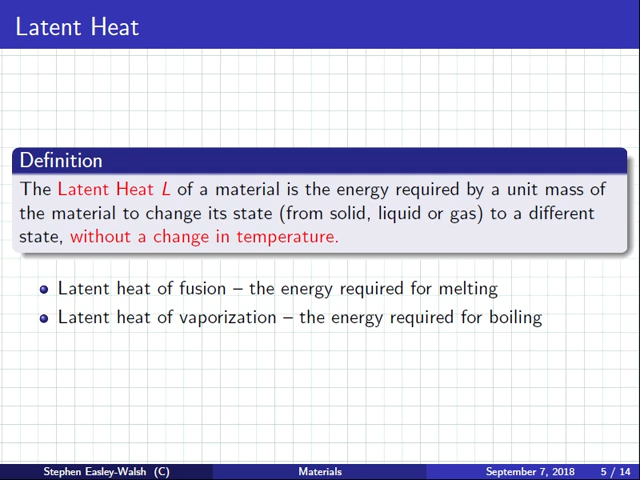 Latent Heat
Definition
The Latent Heat L of a material is the energy required by a unit mass of
the material to change its state (from solid, liquid or gas) to a different
state, without a change in temperature.
Latent heat of fusion – the energy required for melting
Latent heat of vaporization – the energy required for boiling
Stephen Easley-Walsh (C) Materials September 7, 2018 5 / 14